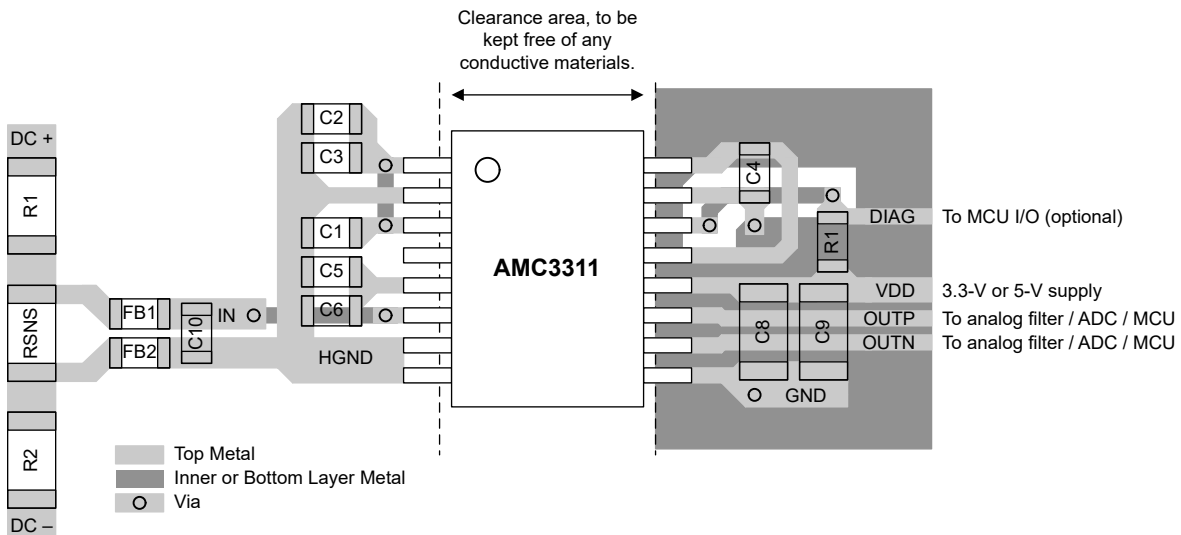 Clearance area, to be
kept free of any
conductive materials.
DC +
R1
RSNS
R2
DC –
FB1
FB2
C10
IN
HGND
C2
C3
C1
C5
C6
AMC3311
C4
R1
C8
C9
GND
DIAG
To MCU I/O (optional)
VDD
3.3-V or 5-V supply
OUTP
To analog filter / ADC / MCU
OUTN
To analog filter / ADC / MCU
Top Metal
Inner or Bottom Layer Metal
Via